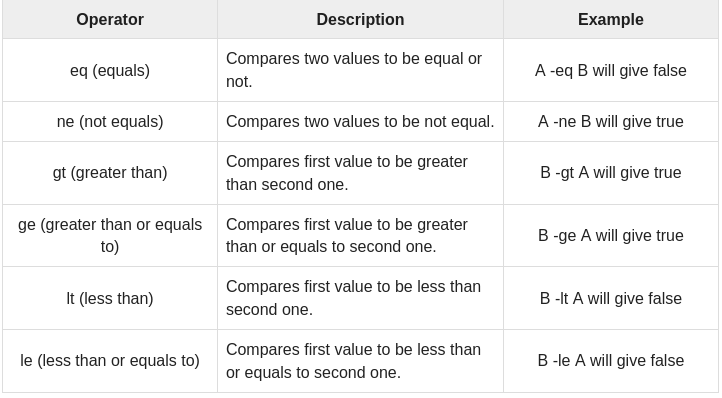 Operator Description Example
eq (equals) Compares two values to be equal or not. A -eq B will give false
ne (not equals) Compares two values to be not equal. A -ne B will give true
gt (greater than) Compares first value to be greater than second one. B -gt A will give true
ge (greater than or equals to) Compares first value to be greater than or equals to second one. B -ge A will give true
lt (less than) Compares first value to be less than second one. B -lt A will give false
le (less than or equals to) Compares first value to be less than or equals to second one. B -le A will give false